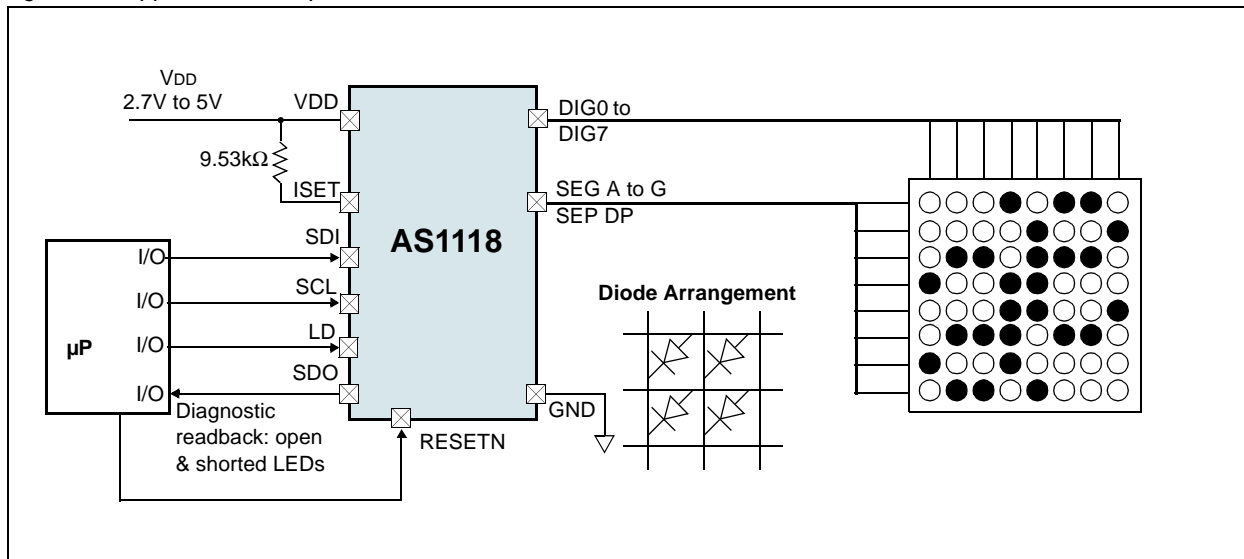 VDD
2.7V to 5V
VDD
9.53kΩ
ISET
SDI
SCL
LD
SDO
AS1118
DIG0 to
DIG7
SEG A to G
SEP DP
GND
RESETN
µP
I/O
I/O
I/O
I/O
Diagnostic
readback: open
& shorted LEDs
Diode Arrangement